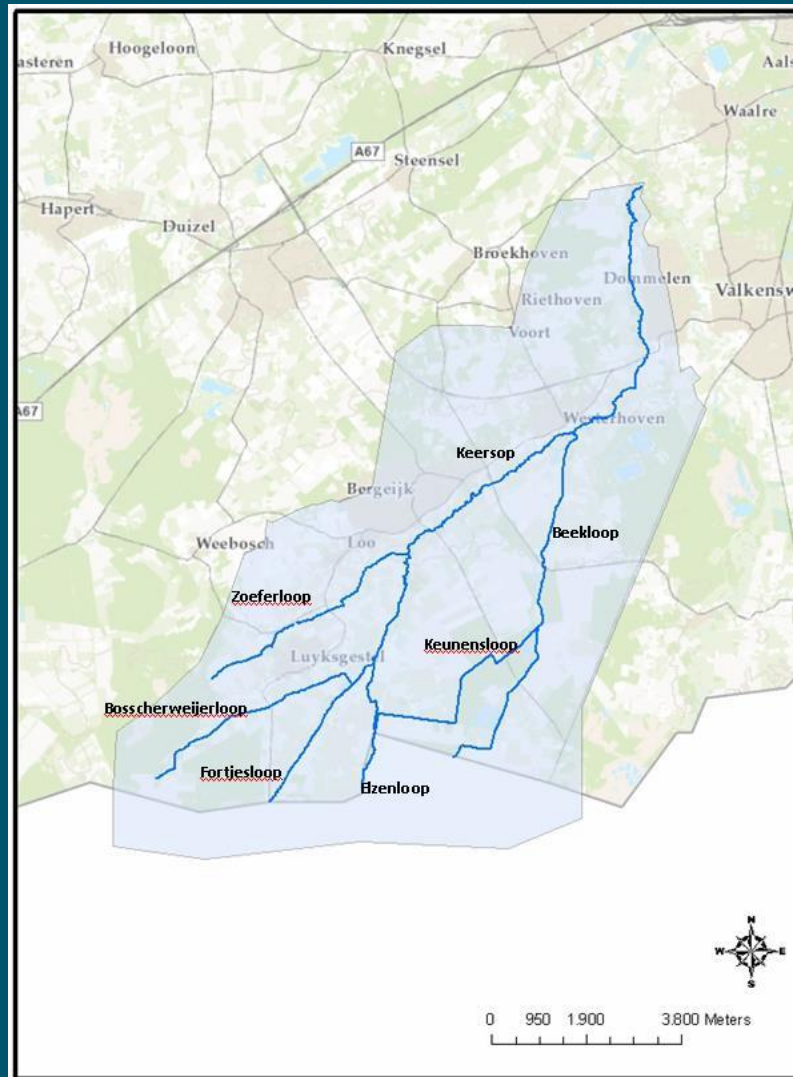 Hoogeloon
Knegsel
asteren
Aals
Waalre
A67
Steensel
Hapert
Duizel
Broekhoven
Dommelen
Riethoven
Valkensw
Voort
A67
Westerhoven
Keersop
Bergeijk
Beekloop
Weebosch
Loo
Zoeferloop
Keunensloop
Luyksgestel
Bosscherweijerloop
Fortjesloop
Elzenloop
N
W E
S
0 950 1.900 3.800 Meters